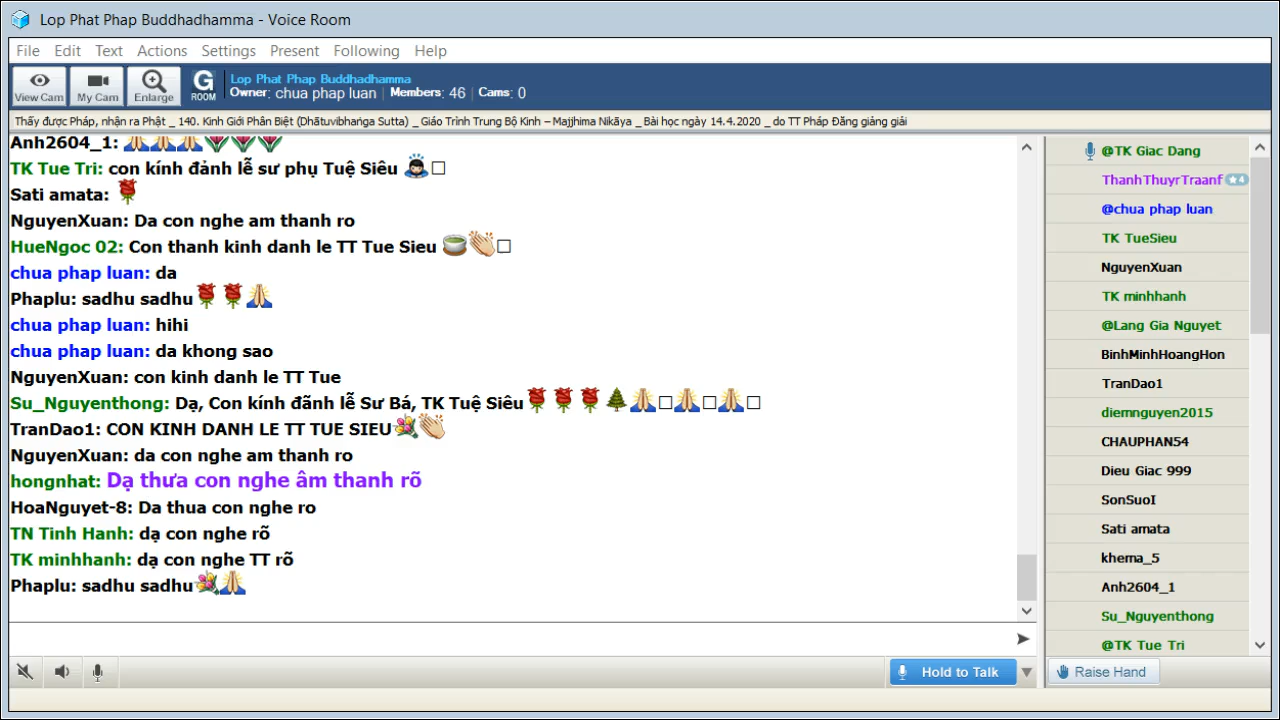 Lop Phat Phap Buddhadhamma - Voice Room
File Edit Text Actions Settings Present Following Help
View Cam My Cam Enlarge G ROOM
Lop Phat Phap Buddhadhamma
Owner: chua phap luan | Members: 46 | Cams: 0
Thấy được Pháp, nhận ra Phật _ 140. Kinh Giới Phân Biệt (Dhātuvibhaṅga Sutta) _ Giáo Trình Trung Bộ Kinh – Majjhima Nikāya _ Bài học ngày 14.4.2020 _ do TT Pháp Đăng giảng giải
Anh2604_1: 🙏🙏🙏🌷🌷🌷
TK Tue Tri: con kính đảnh lễ sư phụ Tuệ Siêu 🙇□
Sati amata: 🌹
NguyenXuan: Da con nghe am thanh ro
HueNgoc 02: Con thanh kinh danh le TT Tue Sieu 🍵👏□
chua phap luan: da
Phaplu: sadhu sadhu🌹🌹🙏
chua phap luan: hihi
chua phap luan: da khong sao
NguyenXuan: con kinh danh le TT Tue
Su_Nguyenthong: Dạ, Con kính đãnh lễ Sư Bá, TK Tuệ Siêu🌹🌹🌹🌲🙏□🙏□🙏□
TranDao1: CON KINH DANH LE TT TUE SIEU💐👏
NguyenXuan: da con nghe am thanh ro
hongnhat: Dạ thưa con nghe âm thanh rõ
HoaNguyet-8: Da thua con nghe ro
TN Tinh Hanh: dạ con nghe rõ
TK minhhanh: dạ con nghe TT rõ
Phaplu: sadhu sadhu💐🙏
Hold to Talk
@TK Giac Dang
ThanhThuyrTraanf ★4
@chua phap luan
TK TueSieu
NguyenXuan
TK minhhanh
@Lang Gia Nguyet
BinhMinhHoangHon
TranDao1
diemnguyen2015
CHAUPHAN54
Dieu Giac 999
SonSuoI
Sati amata
khema_5
Anh2604_1
Su_Nguyenthong
@TK Tue Tri
Raise Hand